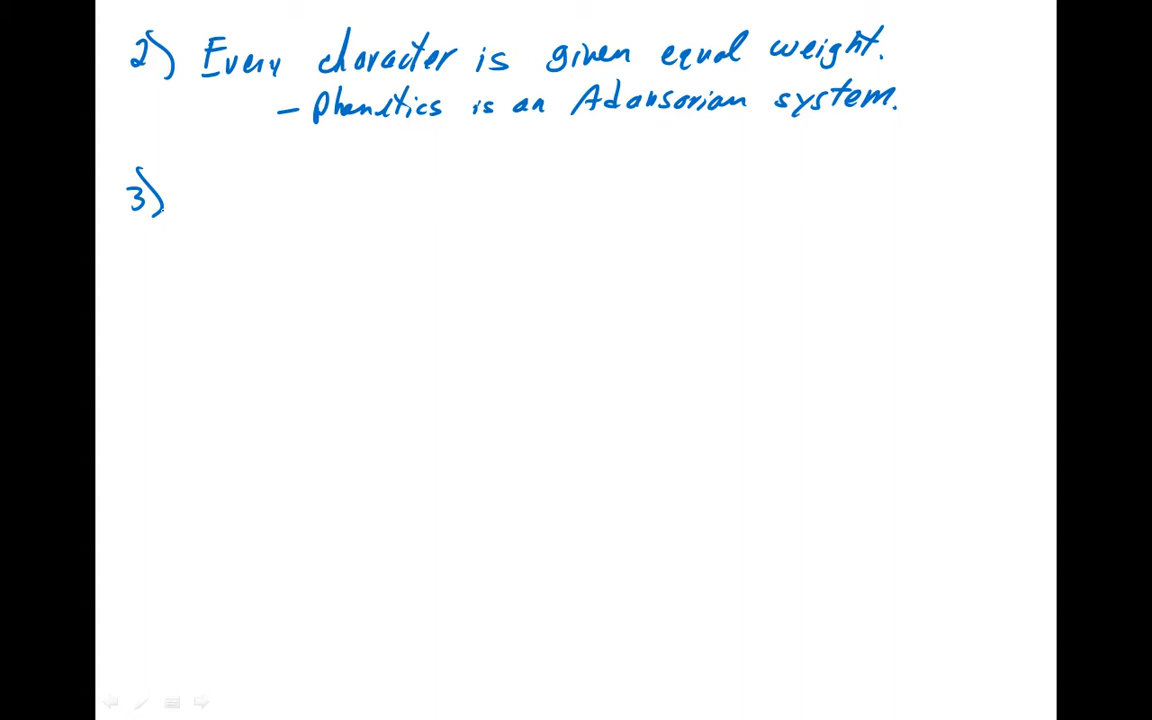 2) Every character is given equal weight.
- Phenetics is an Adansonian system.
3)